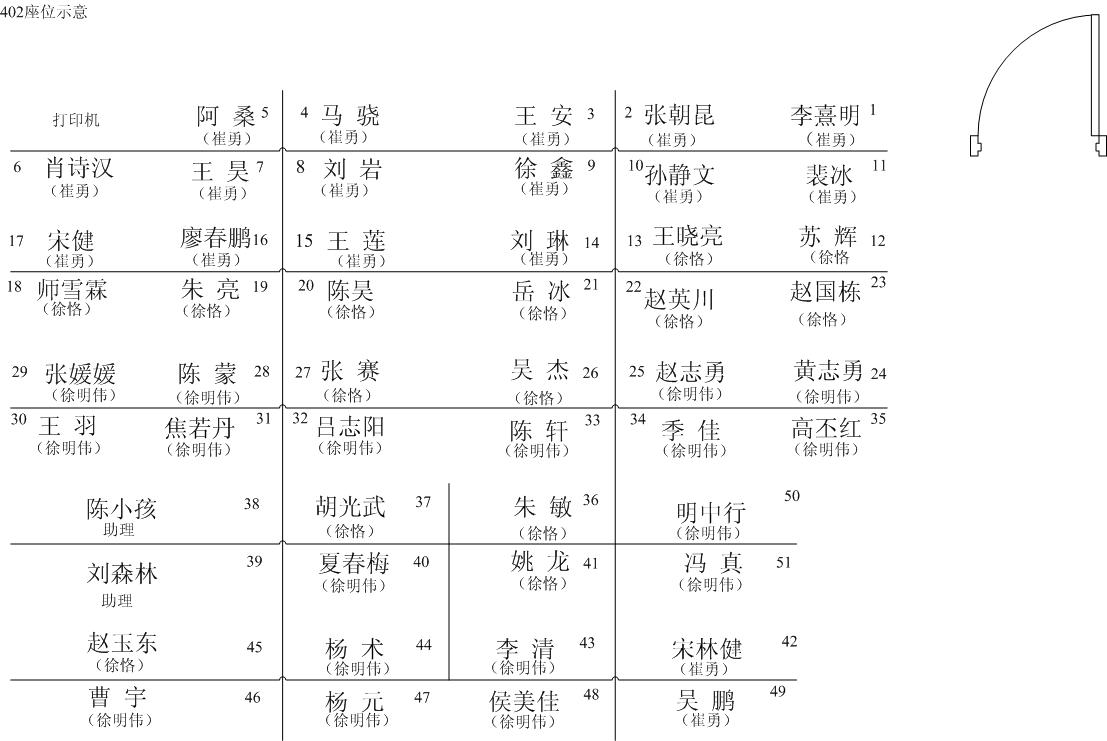 402座位示意
打印机 阿 桑 5 4 马 骁 王 安 3 2 张朝昆 李熹明 1
（崔勇） （崔勇） （崔勇） （崔勇） （崔勇）
6 肖诗汉 王 昊 7 8 刘 岩 徐 鑫 9 10 孙静文 裴冰 11
（崔勇） （崔勇） （崔勇） （崔勇） （崔勇） （崔勇）
17 宋健 廖春鹏 16 15 王 莲 刘 琳 14 13 王晓亮 苏 辉 12
（崔勇） （崔勇） （崔勇） （崔勇） （徐恪） （徐恪
18 师雪霖 朱 亮 19 20 陈昊 岳 冰 21 22 赵英川 赵国栋 23
（徐恪） （徐恪） （徐恪） （徐恪） （徐恪） （徐恪）
29 张媛媛 陈 蒙 28 27 张 赛 吴 杰 26 25 赵志勇 黄志勇 24
（徐明伟） （徐明伟） （徐恪） （徐恪） （徐明伟） （徐明伟）
30 王 羽 焦若丹 31 32 吕志阳 陈 轩 33 34 季 佳 高丕红 35
（徐明伟） （徐明伟） （徐明伟） （徐明伟） （徐明伟） （徐明伟）
陈小孩 38 胡光武 37 朱 敏 36 明中行 50
助理 （徐恪） （徐恪） （徐明伟）
刘森林 39 夏春梅 40 姚 龙 41 冯 真 51
助理 （徐明伟） （徐恪） （徐明伟）
赵玉东 45 杨 术 44 李 清 43 宋林健 42
（徐恪） （徐明伟） （徐明伟） （崔勇）
曹 宇 46 杨 元 47 侯美佳 48 吴 鹏 49
（徐明伟） （徐明伟） （徐明伟） （崔勇）